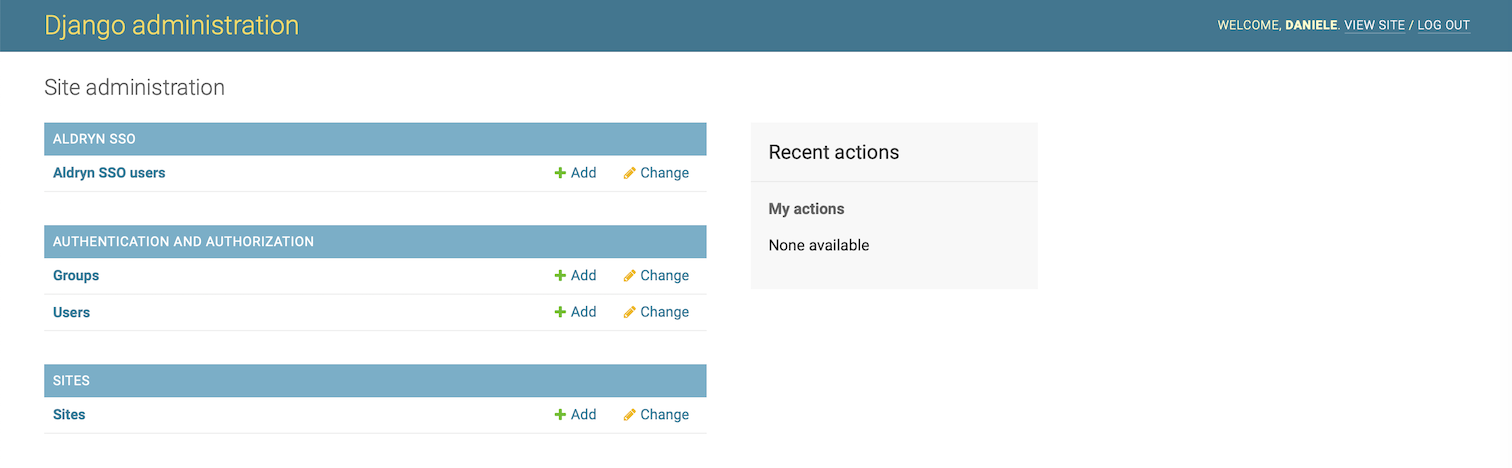 Django administration
WELCOME, DANIELE. VIEW SITE / LOG OUT
Site administration
ALDRYN SSO
Aldryn SSO users Add Change
AUTHENTICATION AND AUTHORIZATION
Groups Add Change
Users Add Change
SITES
Sites Add Change
Recent actions
My actions
None available